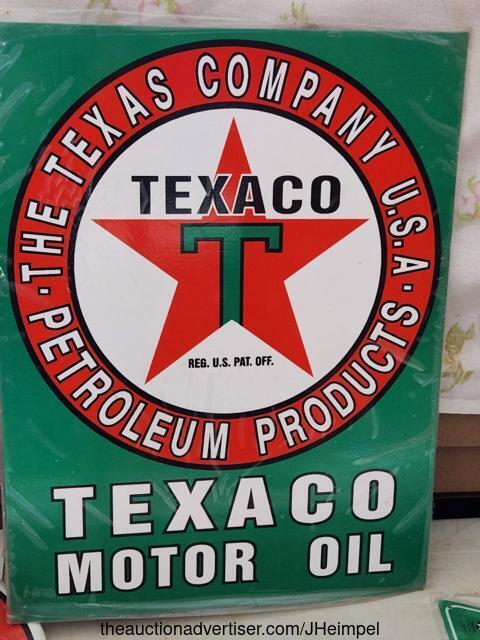 ·THE TEXAS COMPANY U.S.A·
PETROLEUM PRODUCTS
TEXACO
T
REG. U.S. PAT. OFF.
TEXACO
MOTOR OIL
theauctionadvertiser.com/JHeimpel